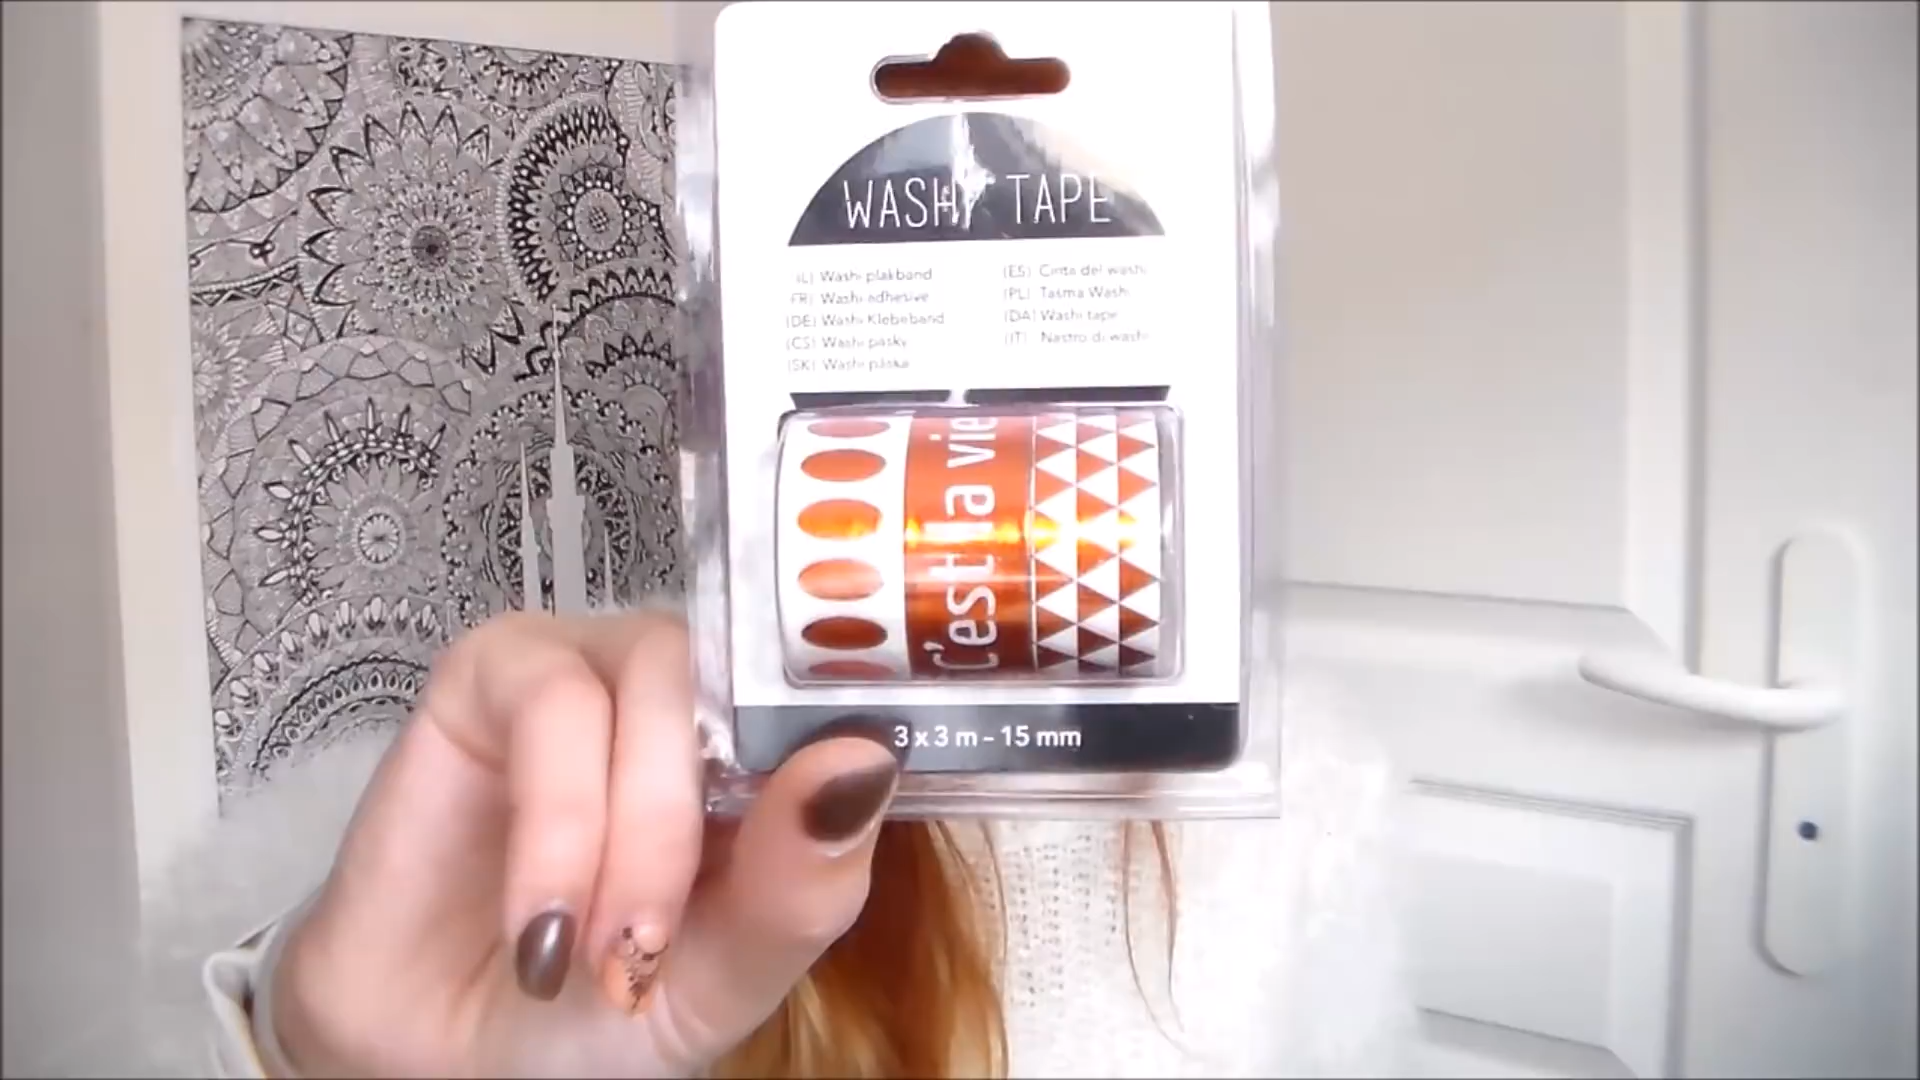 WASHI TAPE
(NL) Washi plakband
(FR) Washi adhésive
(DE) Washi Klebeband
(CS) Washi pásky
(SK) Washi páska
(ES) Cinta del washi
(PL) Tasma Washi
(DA) Washi tape
(IT) Nastro di washi
C'est la vie
3 x 3 m - 15 mm